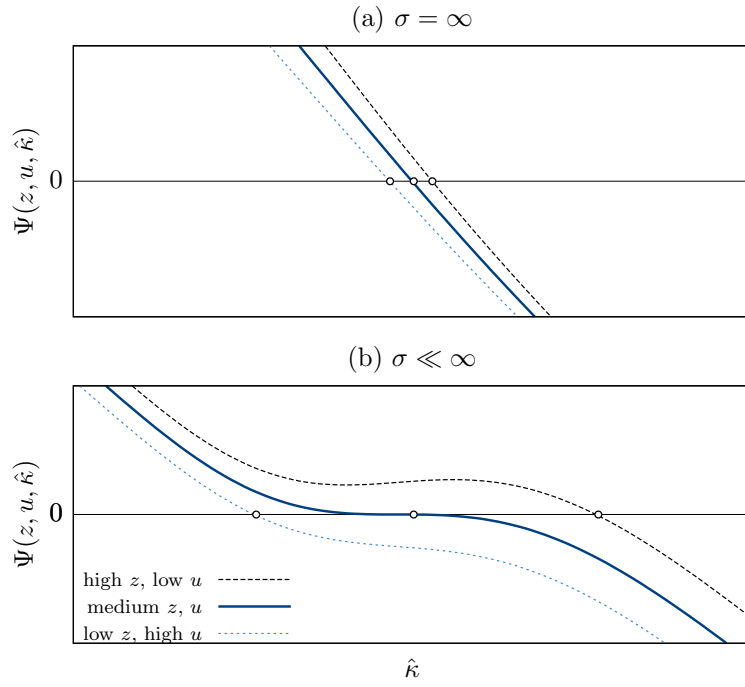 (a) σ = ∞
Ψ(z, u, κ̂)
0
(b) σ ≪ ∞
Ψ(z, u, κ̂)
0
high z, low u
medium z, u
low z, high u
κ̂